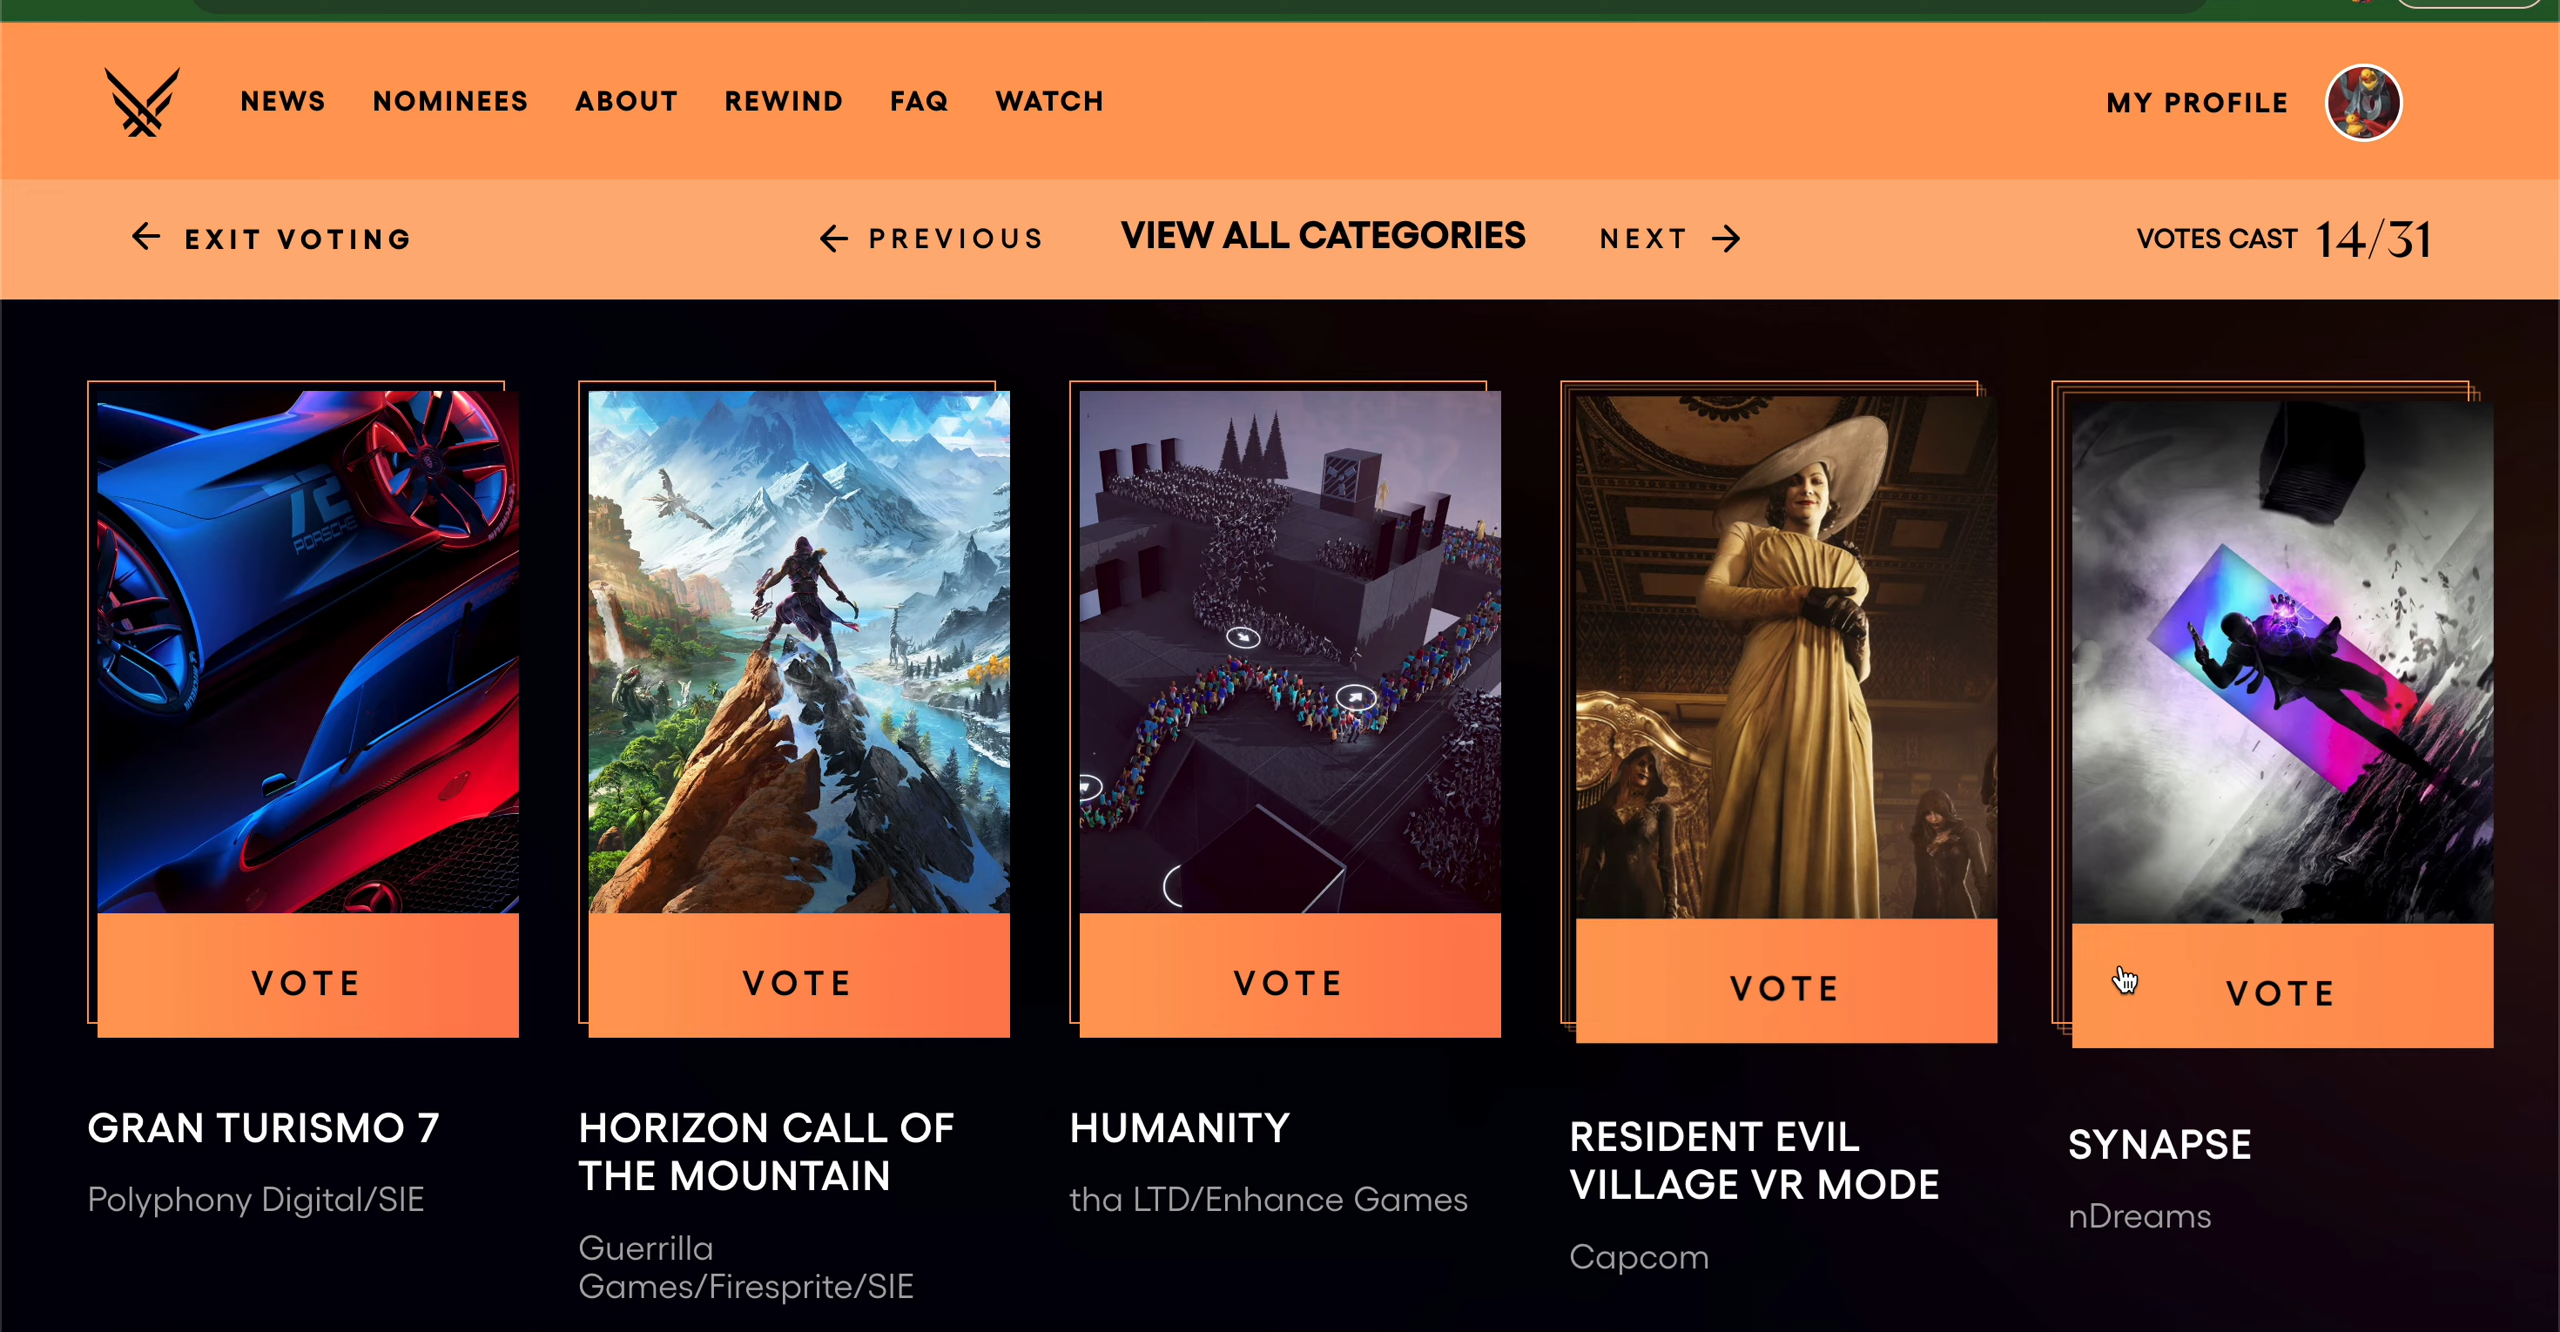 NEWS NOMINEES ABOUT REWIND FAQ WATCH MY PROFILE
EXIT VOTING PREVIOUS VIEW ALL CATEGORIES NEXT VOTES CAST 14/31
72
PORSCHE
VOTE VOTE VOTE VOTE VOTE
GRAN TURISMO 7
Polyphony Digital/SIE
HORIZON CALL OF
THE MOUNTAIN
Guerrilla
Games/Firesprite/SIE
HUMANITY
tha LTD/Enhance Games
RESIDENT EVIL
VILLAGE VR MODE
Capcom
SYNAPSE
nDreams